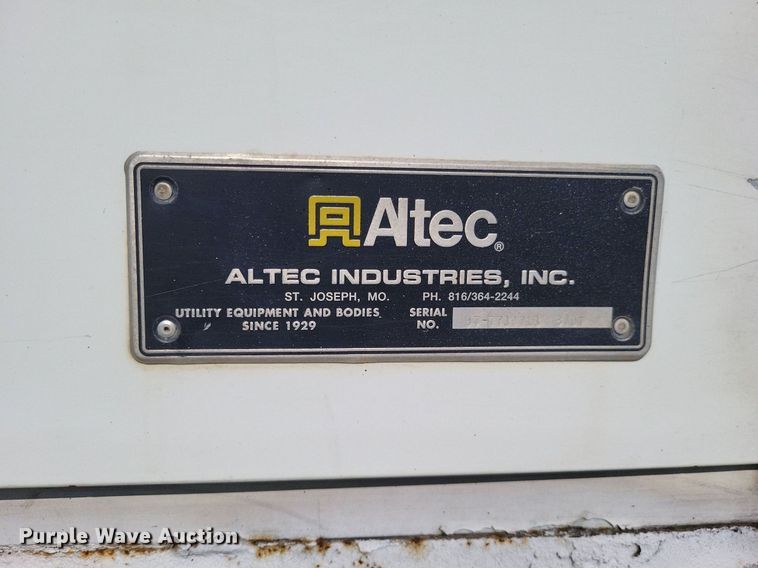 Altec®
ALTEC INDUSTRIES, INC.
ST. JOSEPH, MO. PH. 816/364-2244
UTILITY EQUIPMENT AND BODIES SERIAL
SINCE 1929 NO.
Purple Wave Auction